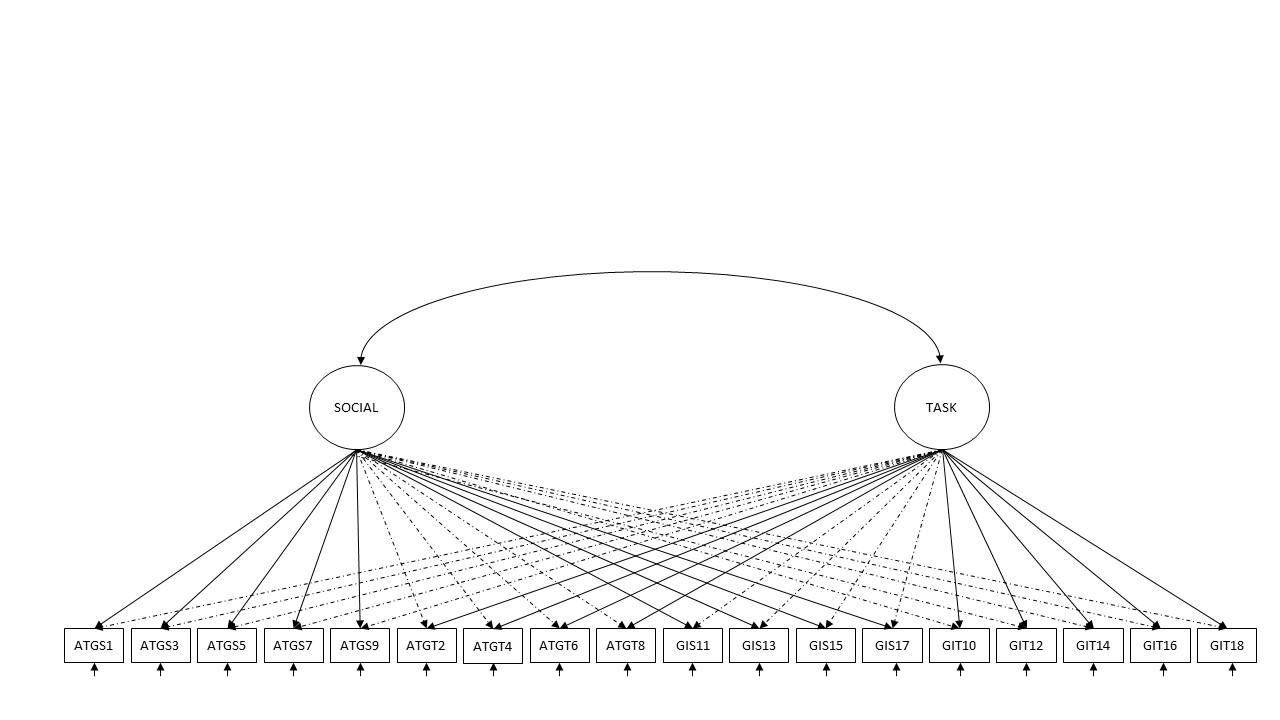 SOCIAL
TASK
ATGS1
ATGS3
ATGS5
ATGS7
ATGS9
ATGT2
ATGT4
ATGT6
ATGT8
GIS11
GIS13
GIS15
GIS17
GIT10
GIT12
GIT14
GIT16
GIT18